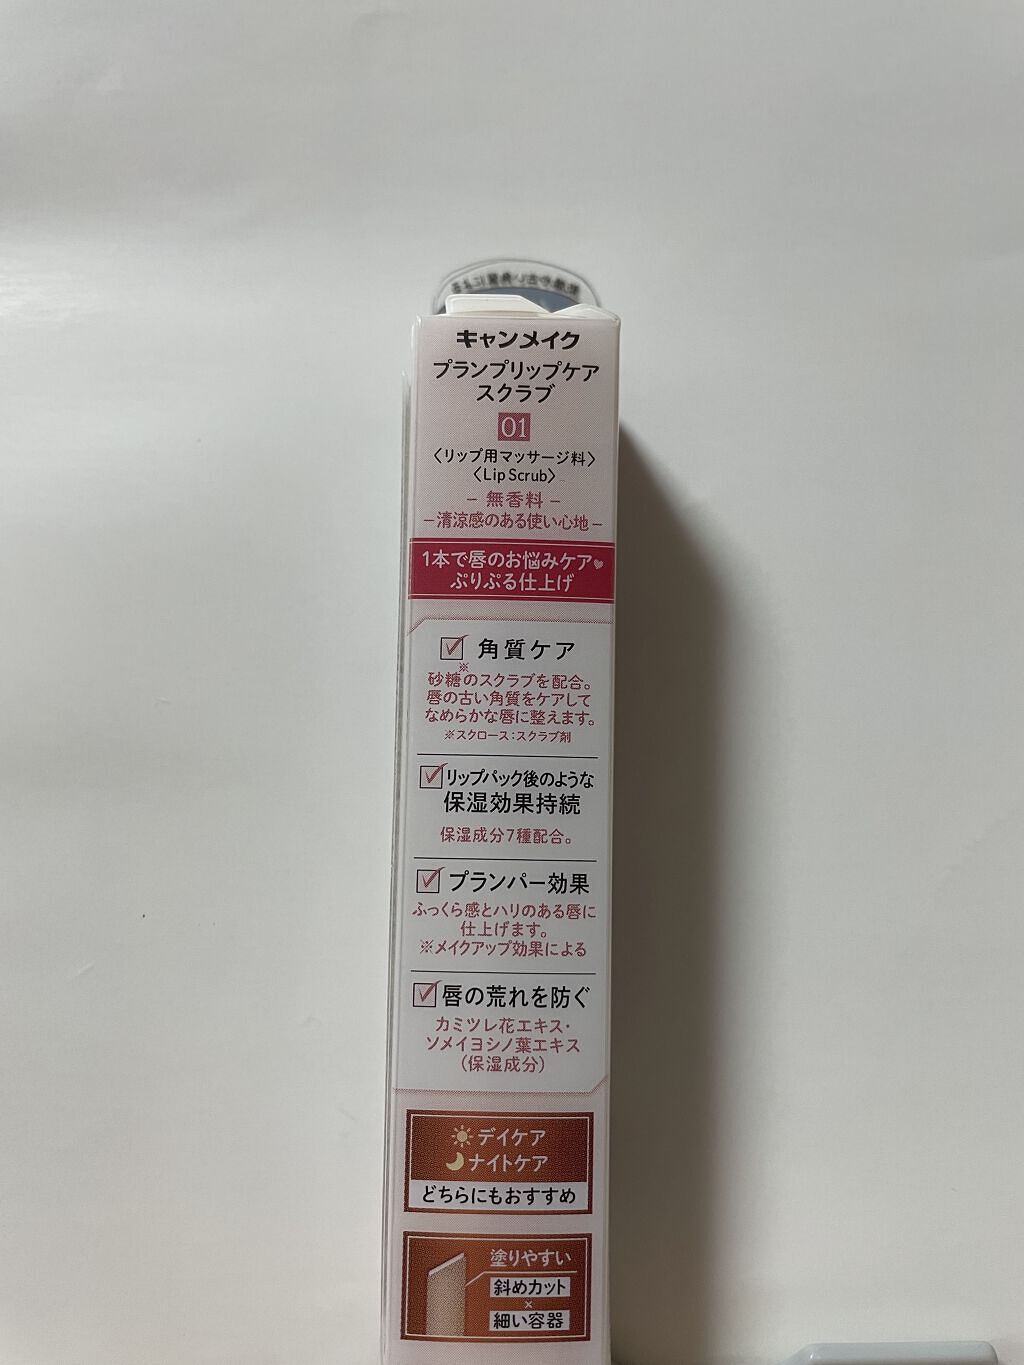 キャンメイク
プランプリップケア
スクラブ
01
〈リップ用マッサージ料〉
〈Lip Scrub〉
- 無香料 -
-清涼感のある使い心地-
1本で唇のお悩みケア♥
ぷりぷる仕上げ
角質ケア
砂糖※のスクラブを配合。
唇の古い角質をケアして
なめらかな唇に整えます。
※スクロース:スクラブ剤
リップパック後のような
保湿効果持続
保湿成分7種配合。
プランパー効果
ふっくら感とハリのある唇に
仕上げます。
※メイクアップ効果による
唇の荒れを防ぐ
カミツレ花エキス・
ソメイヨシノ葉エキス
(保湿成分)
デイケア
ナイトケア
どちらにもおすすめ
塗りやすい
斜めカット
×
細い容器